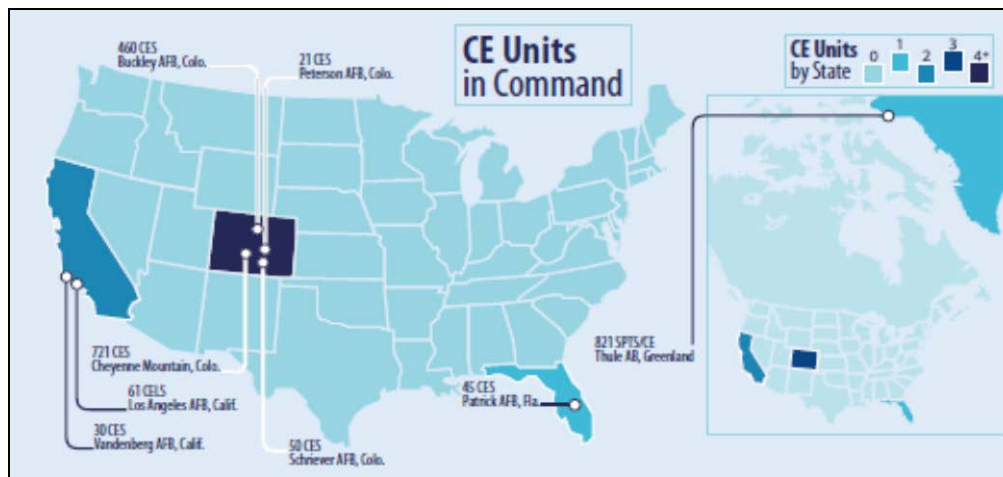 460 CES
Buckley AFB, Colo.
21 CES
Peterson AFB, Colo.
CE Units
in Command
CE Units
by State
0
1
2
3
4+
721 CES
Cheyenne Mountain, Colo.
61 CELS
Los Angeles AFB, Calif.
30 CES
Vandenberg AFB, Calif.
50 CES
Schriever AFB, Colo.
45 CES
Patrick AFB, Fla.
821 SPTS/CE
Thule AB, Greenland